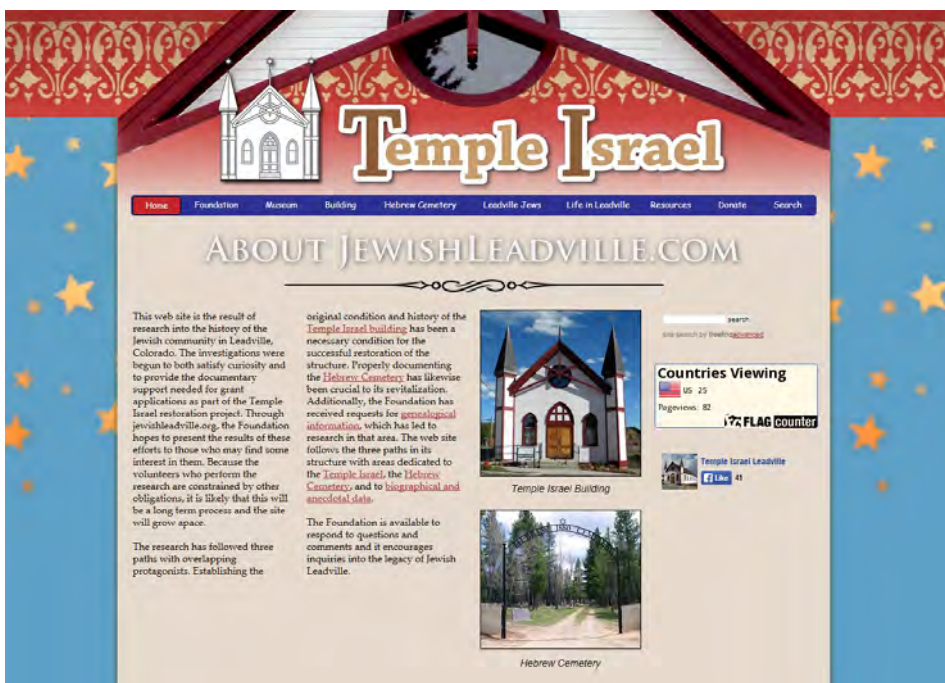 Temple Israel
Home Foundation Museum Building Hebrew Cemetery Leadville Jews Life in Leadville Resources Donate Search
About JewishLeadville.com
This web site is the result of
research into the history of the
Jewish community in Leadville,
Colorado. The investigations were
begun to both satisfy curiosity and
to provide the documentary
support needed for grant
applications as part of the Temple
Israel restoration project. Through
jewishleadville.org, the Foundation
hopes to present the results of these
efforts to those who may find some
interest in them. Because the
volunteers who perform the
research are constrained by other
obligations, it is likely that this will
be a long term process and the site
will grow apace.
The research has followed three
paths with overlapping
protagonists. Establishing the
original condition and history of the
Temple Israel building has been a
necessary condition for the
successful restoration of the
structure. Properly documenting
the Hebrew Cemetery has likewise
been crucial to its revitalization.
Additionally, the Foundation has
received requests for genealogical
information, which has led to
research in that area. The web site
follows the three paths in its
structure with areas dedicated to
the Temple Israel, the Hebrew
Cemetery, and to biographical and
anecdotal data.
The Foundation is available to
respond to questions and
comments and it encourages
inquiries into the legacy of Jewish
Leadville.
Temple Israel Building
Hebrew Cemetery
search
site search by freefind advanced
Countries Viewing
US 25
Pageviews: 82
FLAG counter
Temple Israel Leadville
Like 41